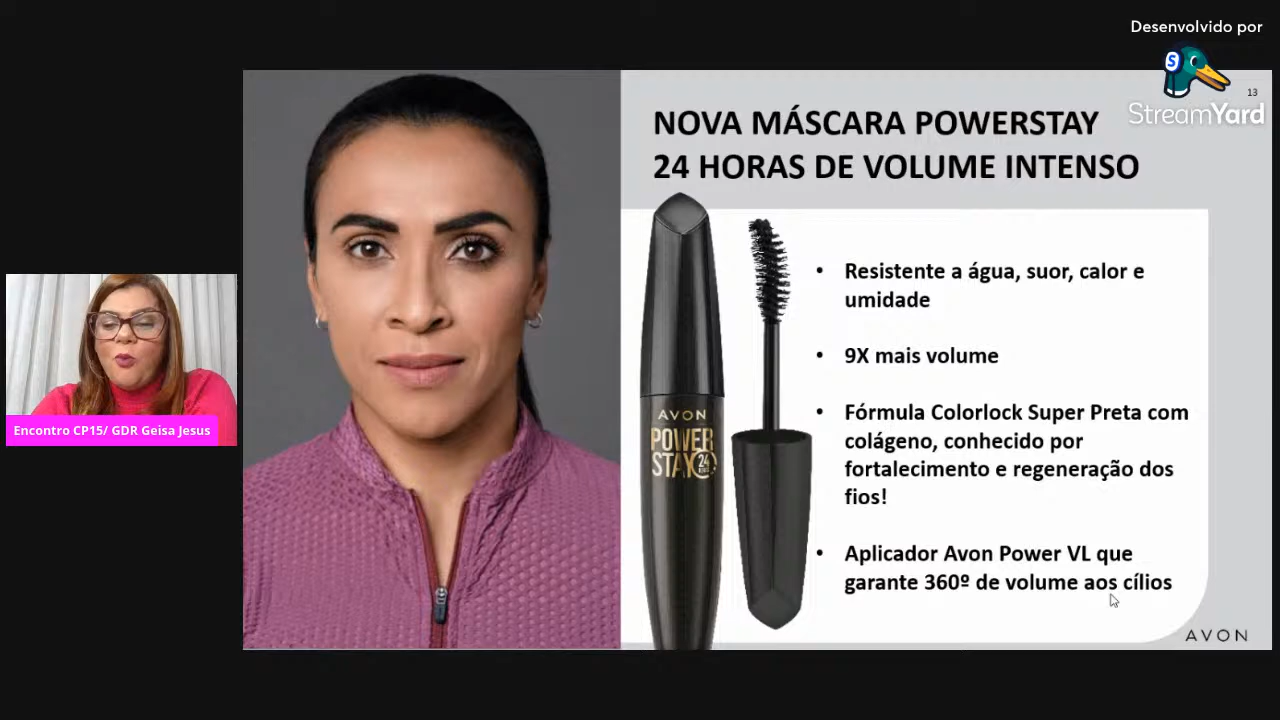 Desenvolvido por
S
StreamYard
13
NOVA MÁSCARA POWERSTAY
24 HORAS DE VOLUME INTENSO
• Resistente a água, suor, calor e
umidade
• 9X mais volume
• Fórmula Colorlock Super Preta com
colágeno, conhecido por
fortalecimento e regeneração dos
fios!
• Aplicador Avon Power VL que
garante 360º de volume aos cílios
AVON
POWER
STAY
24
AVON
Encontro CP15/ GDR Geisa Jesus